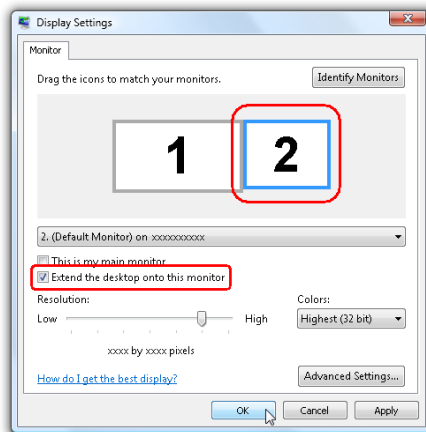 Display Settings
Monitor
Drag the icons to match your monitors.
Identify Monitors
1
2
2. (Default Monitor) on xxxxxxxxxx
This is my main monitor
Extend the desktop onto this monitor
Resolution:
Colors:
Low
High
Highest (32 bit)
xxxx by xxxx pixels
How do I get the best display?
Advanced Settings...
OK
Cancel
Apply